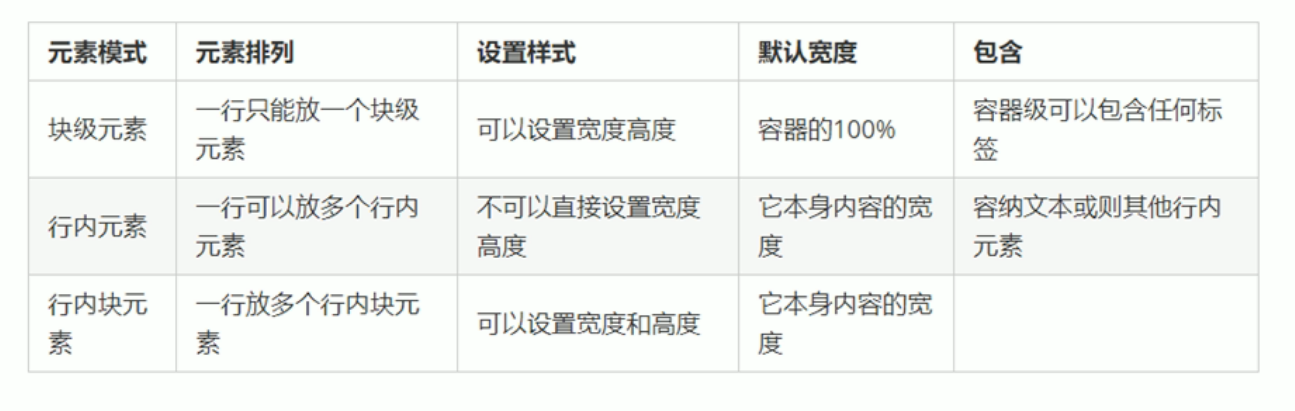 元素模式 元素排列 设置样式 默认宽度 包含
块级元素 一行只能放一个块级
元素 可以设置宽度高度 容器的100% 容器级可以包含任何标
签
行内元素 一行可以放多个行内
元素 不可以直接设置宽度
高度 它本身内容的宽
度 容纳文本或则其他行内
元素
行内块元
素 一行放多个行内块元
素 可以设置宽度和高度 它本身内容的宽
度